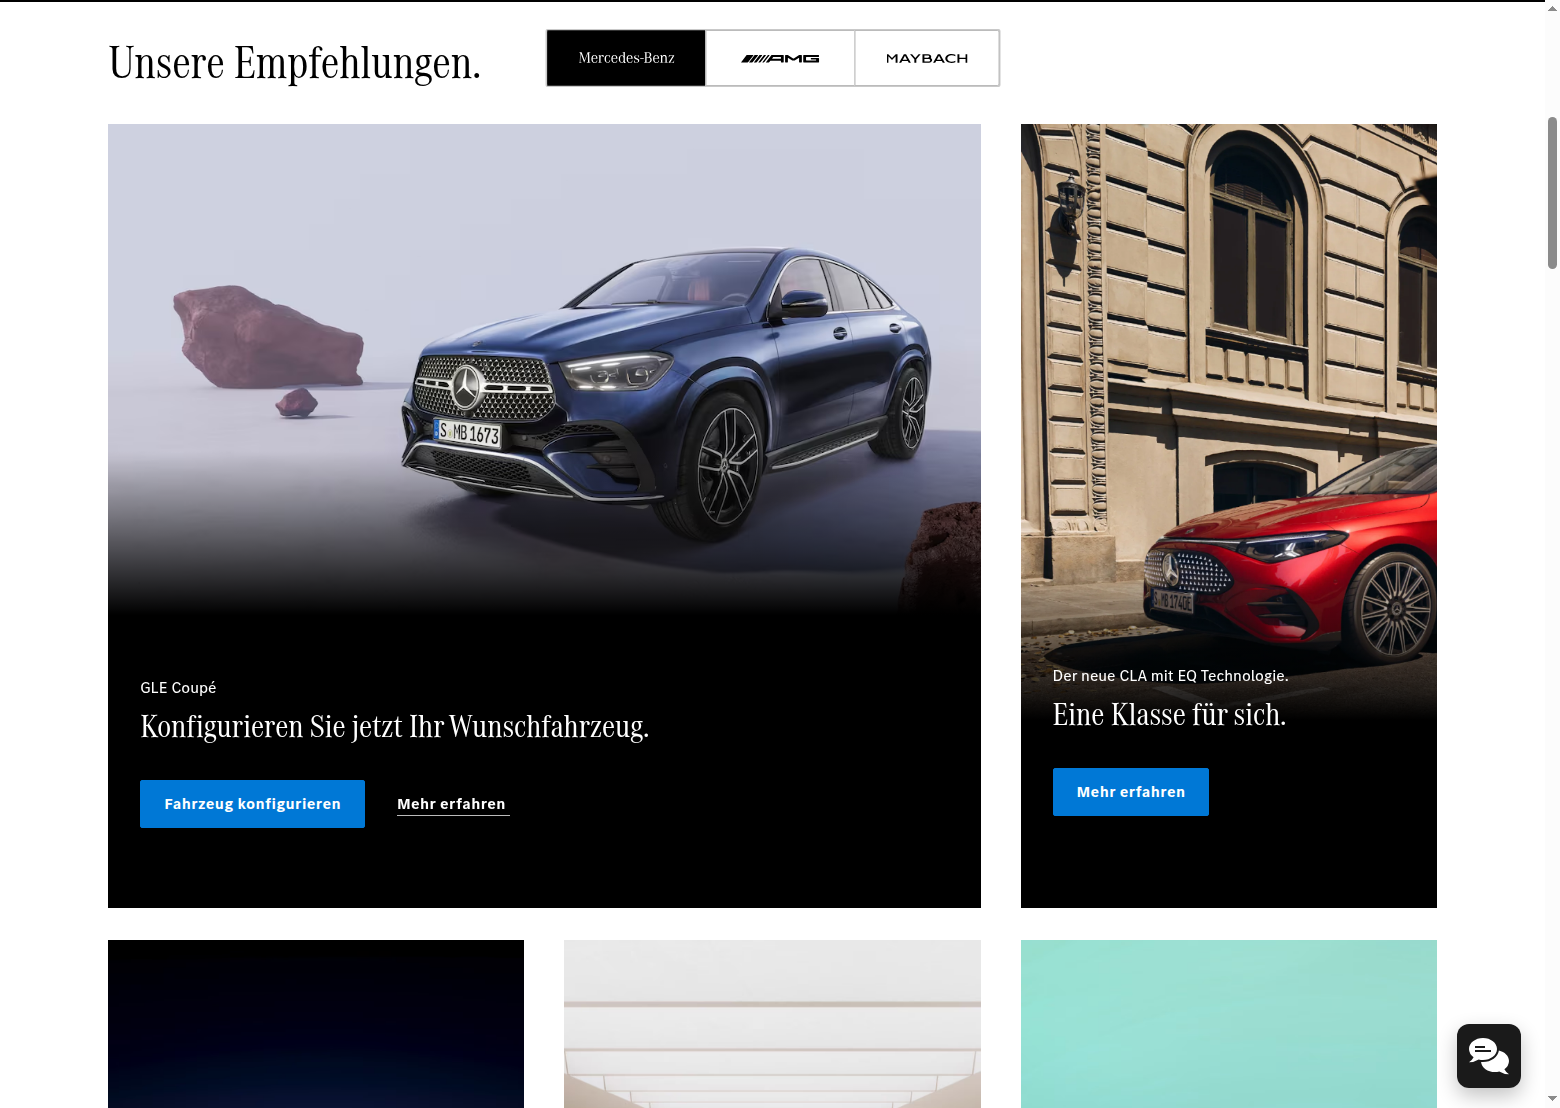 Unsere Empfehlungen.
Mercedes-Benz
AMG
MAYBACH
S MB 1673
GLE Coupé
Konfigurieren Sie jetzt Ihr Wunschfahrzeug.
Fahrzeug konfigurieren
Mehr erfahren
S MB 1740E
Der neue CLA mit EQ Technologie.
Eine Klasse für sich.
Mehr erfahren